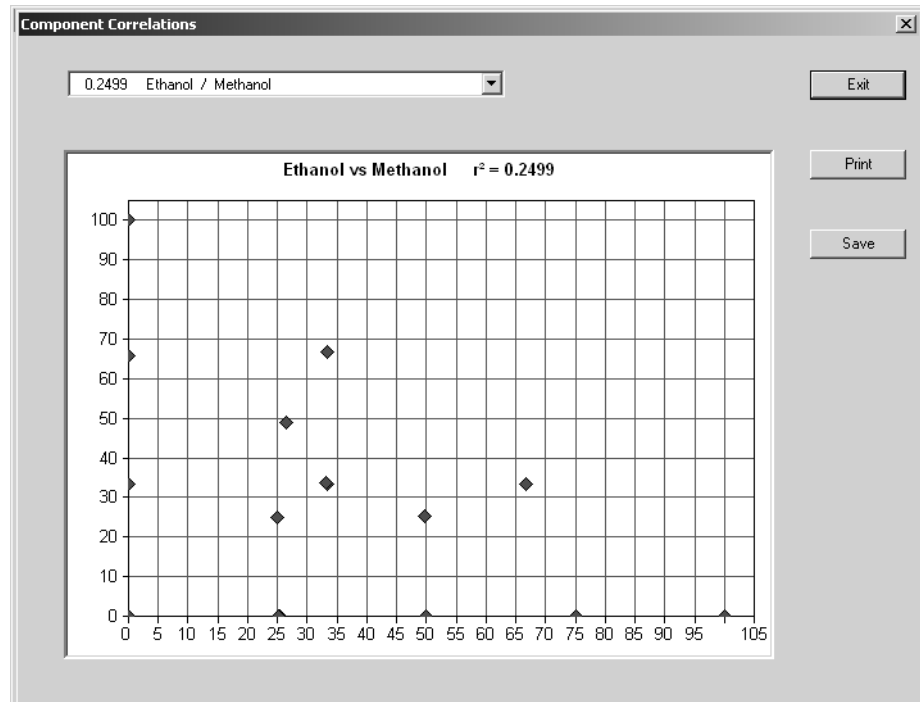 Component Correlations
0.2499 Ethanol / Methanol
Exit
Print
Save
Ethanol vs Methanol r² = 0.2499
100
90
80
70
60
50
40
30
20
10
0
0 5 10 15 20 25 30 35 40 45 50 55 60 65 70 75 80 85 90 95 105